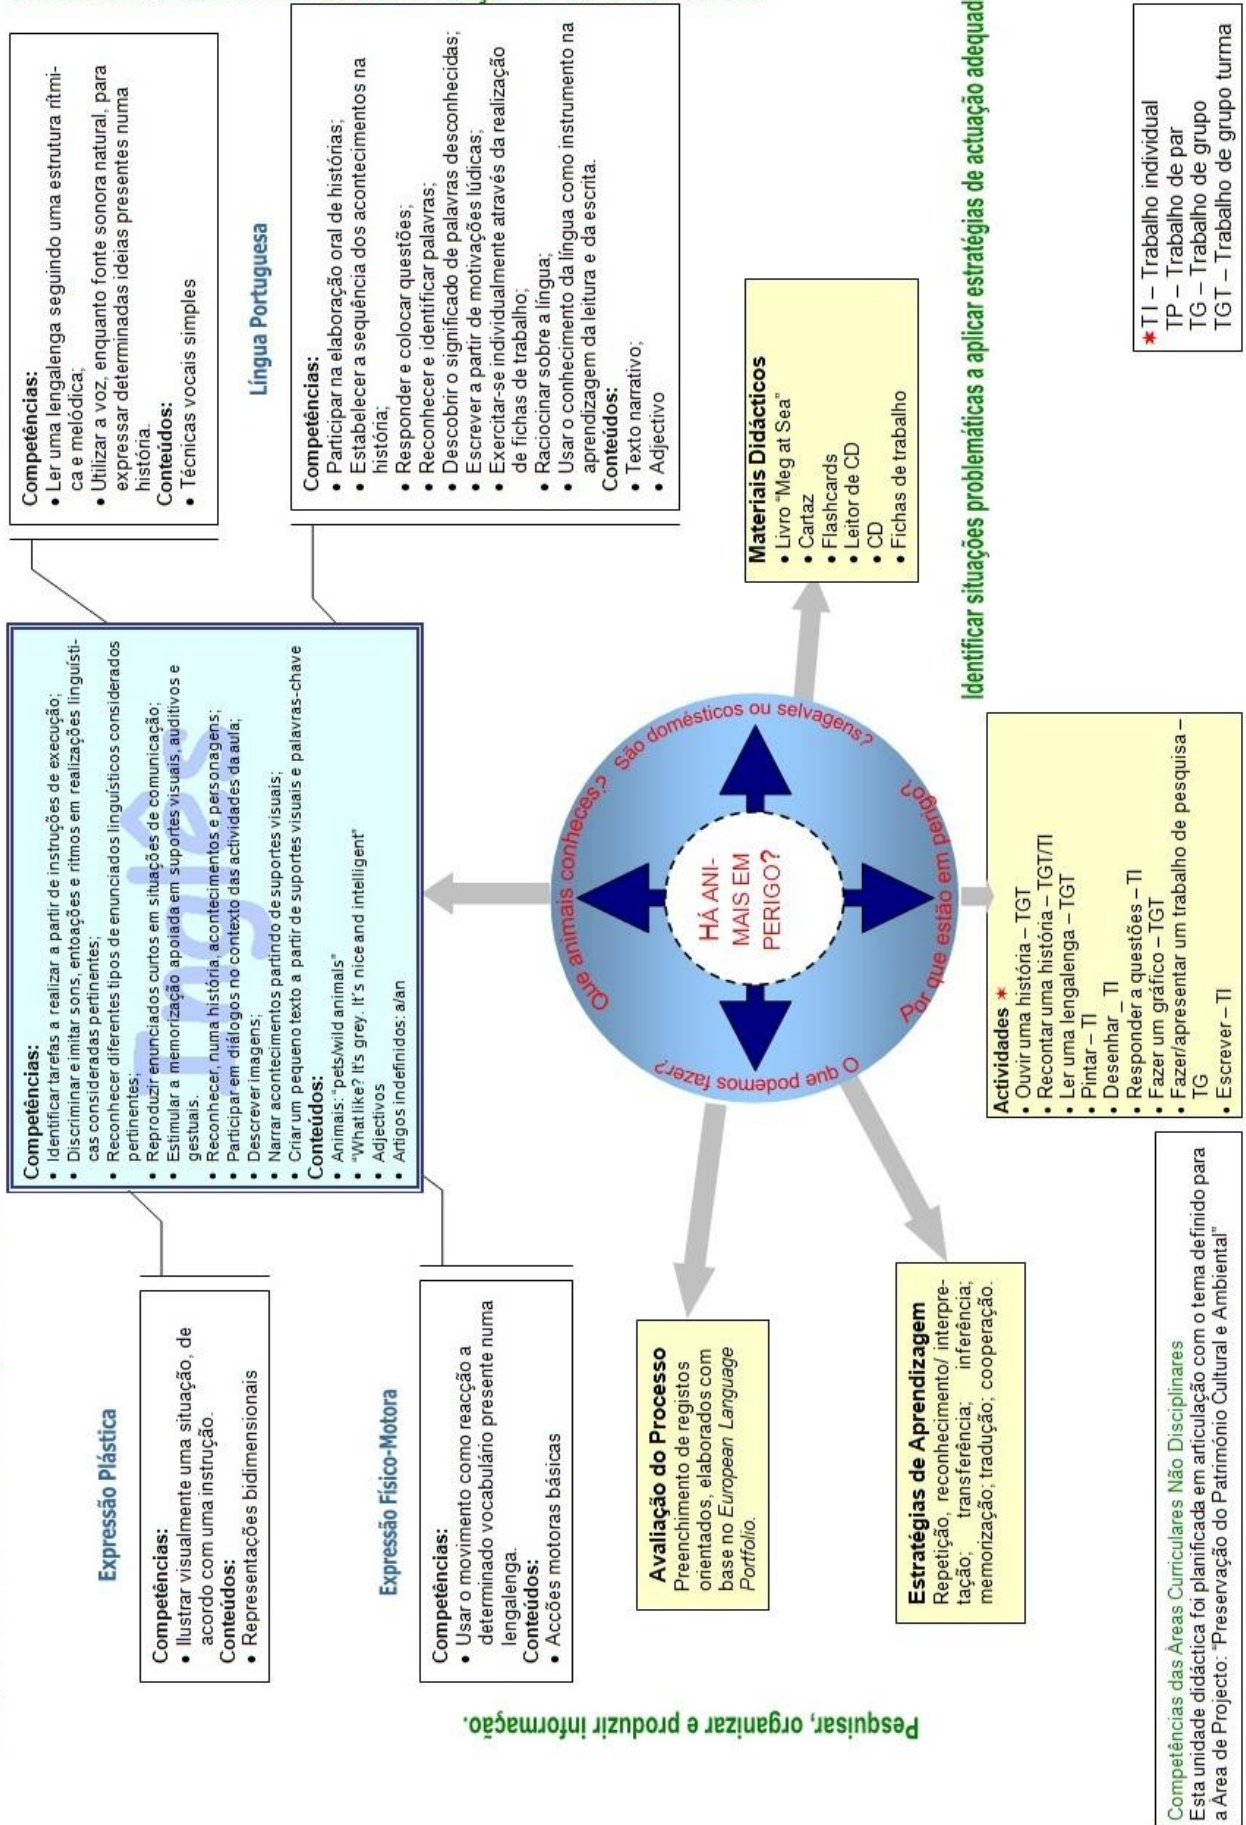 Expressão Plástica
Competências:
• Ilustrar visualmente uma situação, de
acordo com uma instrução.
Conteúdos:
• Representações bidimensionais
Expressão Físico-Motora
Competências:
• Usar o movimento como reacção a
determinado vocabulário presente numa
lengalenga.
Conteúdos:
• Acções motoras básicas
Inglês
Competências:
• Identificar tarefas a realizar a partir de instruções de execução;
• Discriminar e imitar sons, entoações e ritmos em realizações linguísti-
cas consideradas pertinentes;
• Reconhecer diferentes tipos de enunciados linguísticos considerados
pertinentes;
• Reproduzir enunciados curtos em situações de comunicação;
• Estimular a memorização apoiada em suportes visuais, auditivos e
gestuais.
• Reconhecer, numa história, acontecimentos e personagens;
• Participar em diálogos no contexto das actividades da aula;
• Descrever imagens;
• Narrar acontecimentos partindo de suportes visuais;
• Criar um pequeno texto a partir de suportes visuais e palavras-chave
Conteúdos:
• Animais: "pets/wild animals"
• "What like? It's grey. It's nice and intelligent"
• Adjectivos
• Artigos indefinidos: a/an
Competências:
• Ler uma lengalenga seguindo uma estrutura rítmi-
ca e melódica;
• Utilizar a voz, enquanto fonte sonora natural, para
expressar determinadas ideias presentes numa
história.
Conteúdos:
• Técnicas vocais simples
Língua Portuguesa
Competências:
• Participar na elaboração oral de histórias;
• Estabelecer a sequência dos acontecimentos na
história;
• Responder e colocar questões;
• Reconhecer e identificar palavras;
• Descobrir o significado de palavras desconhecidas;
• Escrever a partir de motivações lúdicas;
• Exercitar-se individualmente através da realização
de fichas de trabalho;
• Raciocinar sobre a língua;
• Usar o conhecimento da língua como instrumento na
aprendizagem da leitura e da escrita.
Conteúdos:
• Texto narrativo;
• Adjectivo
Pesquisar, organizar e produzir informação.
Avaliação do Processo
Preenchimento de registos
orientados, elaborados com
base no European Language
Portfolio.
Que animais conheces?
São domésticos ou selvagens?
Por que estão em perigo?
O que podemos fazer?
HÁ ANI-
MAIS EM
PERIGO?
Materiais Didácticos
• Livro "Meg at Sea"
• Cartaz
• Flashcards
• Leitor de CD
• CD
• Fichas de trabalho
Estratégias de Aprendizagem
Repetição, reconhecimento/ interpre-
tação; transferência; inferência;
memorização; tradução; cooperação.
Actividades *
• Ouvir uma história – TGT
• Recontar uma história – TGT/TI
• Ler uma lengalenga – TGT
• Pintar – TI
• Desenhar _ TI
• Responder a questões – TI
• Fazer um gráfico – TGT
• Fazer/apresentar um trabalho de pesquisa –
TG
• Escrever – TI
Identificar situações problemáticas a aplicar estratégias de actuação adequad
Competências das Áreas Curriculares Não Disciplinares
Esta unidade didáctica foi planificada em articulação com o tema definido para
a Área de Projecto: "Preservação do Património Cultural e Ambiental"
* T I – Trabalho individual
TP – Trabalho de par
TG – Trabalho de grupo
TGT – Trabalho de grupo turma